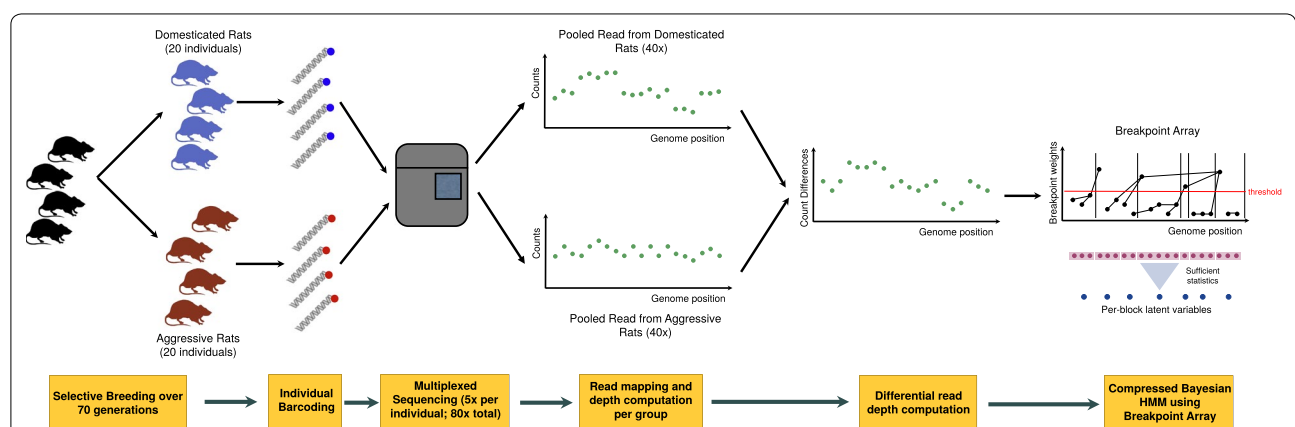 Domesticated Rats
(20 individuals)
Aggressive Rats
(20 individuals)
Pooled Read from Domesticated
Rats (40x)
Counts
Genome position
Counts
Genome position
Pooled Read from Aggressive
Rats (40x)
Count Differences
Genome position
Breakpoint Array
Breakpoint weights
threshold
Genome position
Sufficient
statistics
Per-block latent variables
Selective Breeding over
70 generations
Individual
Barcoding
Multiplexed
Sequencing (5x per
individual; 80x total)
Read mapping and
depth computation
per group
Differential read
depth computation
Compressed Bayesian
HMM using
Breakpoint Array